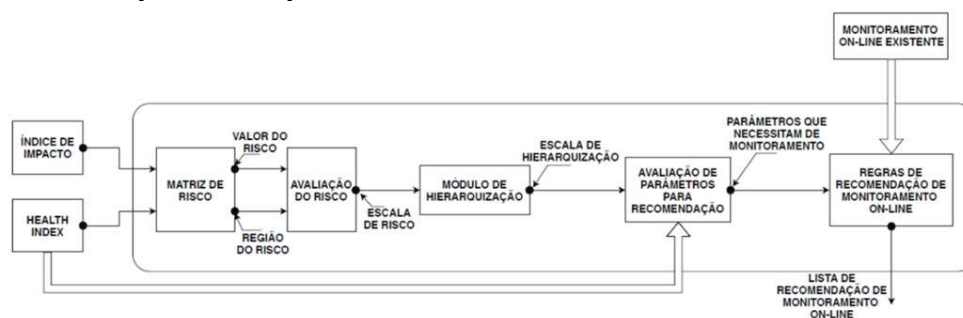 MONITORAMENTO
ON-LINE EXISTENTE
ÍNDICE DE
IMPACTO
HEALTH
INDEX
MATRIZ DE
RISCO
VALOR DO
RISCO
REGIÃO
DO RISCO
AVALIAÇÃO
DO RISCO
ESCALA
DE RISCO
MÓDULO DE
HIERARQUIZAÇÃO
ESCALA DE
HIERARQUIZAÇÃO
AVALIAÇÃO DE
PARÂMETROS
PARA
RECOMENDAÇÃO
PARÂMETROS QUE
NECESSITAM DE
MONITORAMENTO
REGRAS DE
RECOMENDAÇÃO DE
MONITORAMENTO
ON-LINE
LISTA DE
RECOMENDAÇÃO DE
MONITORAMENTO
ON-LINE